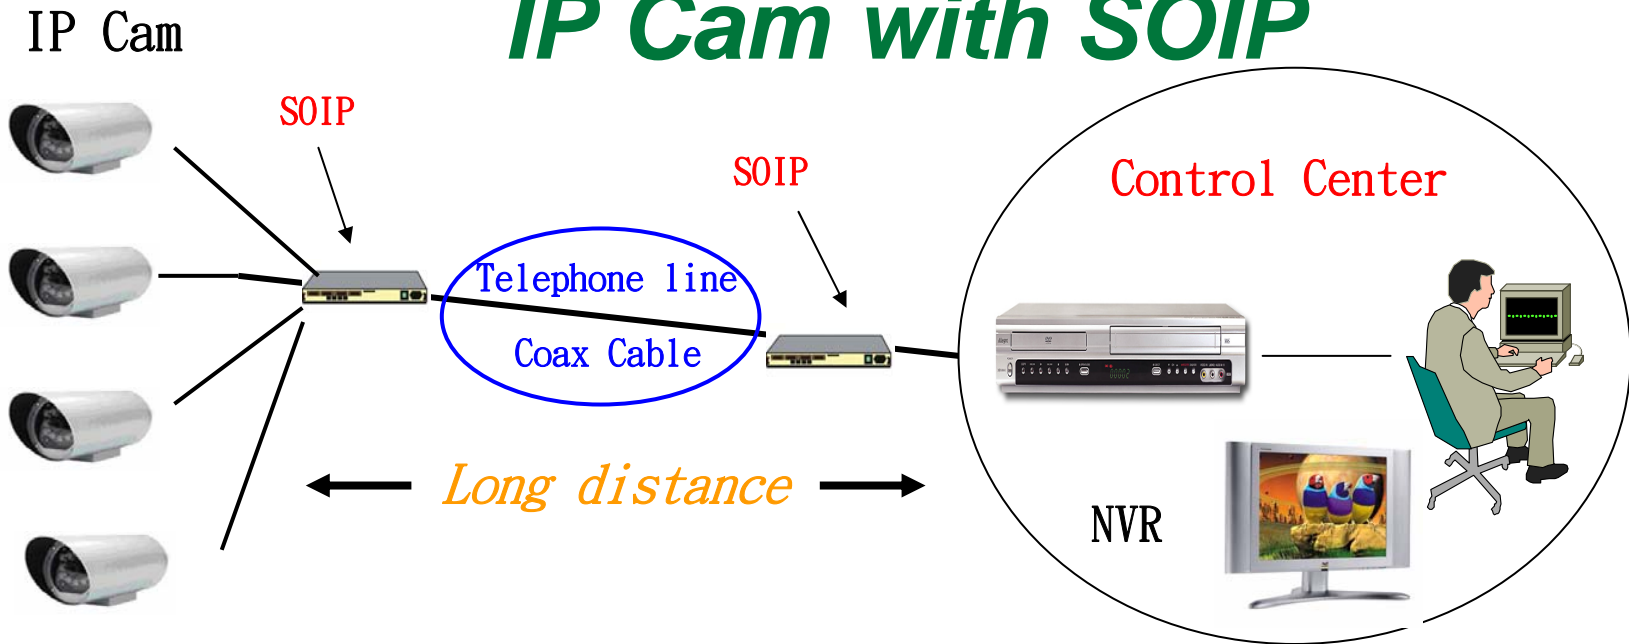 IP Cam with SOIP
IP Cam
SOIP
SOIP
Control Center
Telephone line
Coax Cable
Long distance
NVR